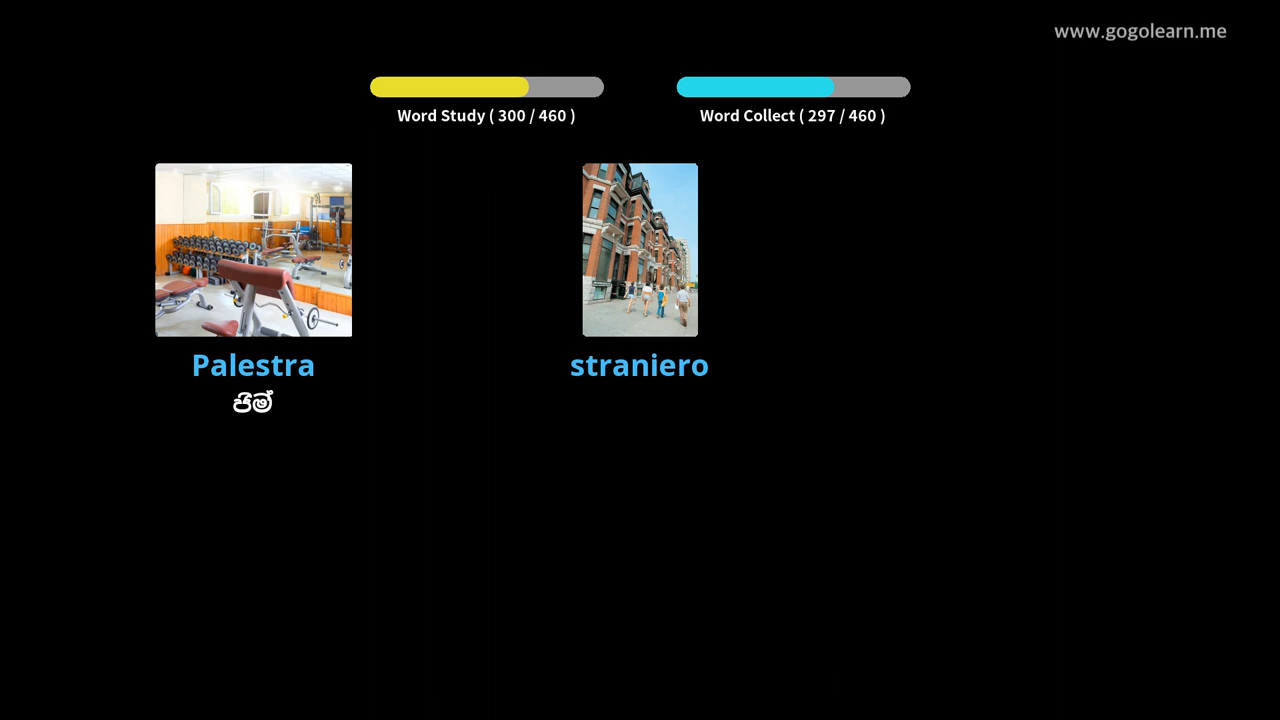 www.gogolearn.me
Word Study ( 300 / 460 )
Word Collect ( 297 / 460 )
Palestra
ජිම්
straniero